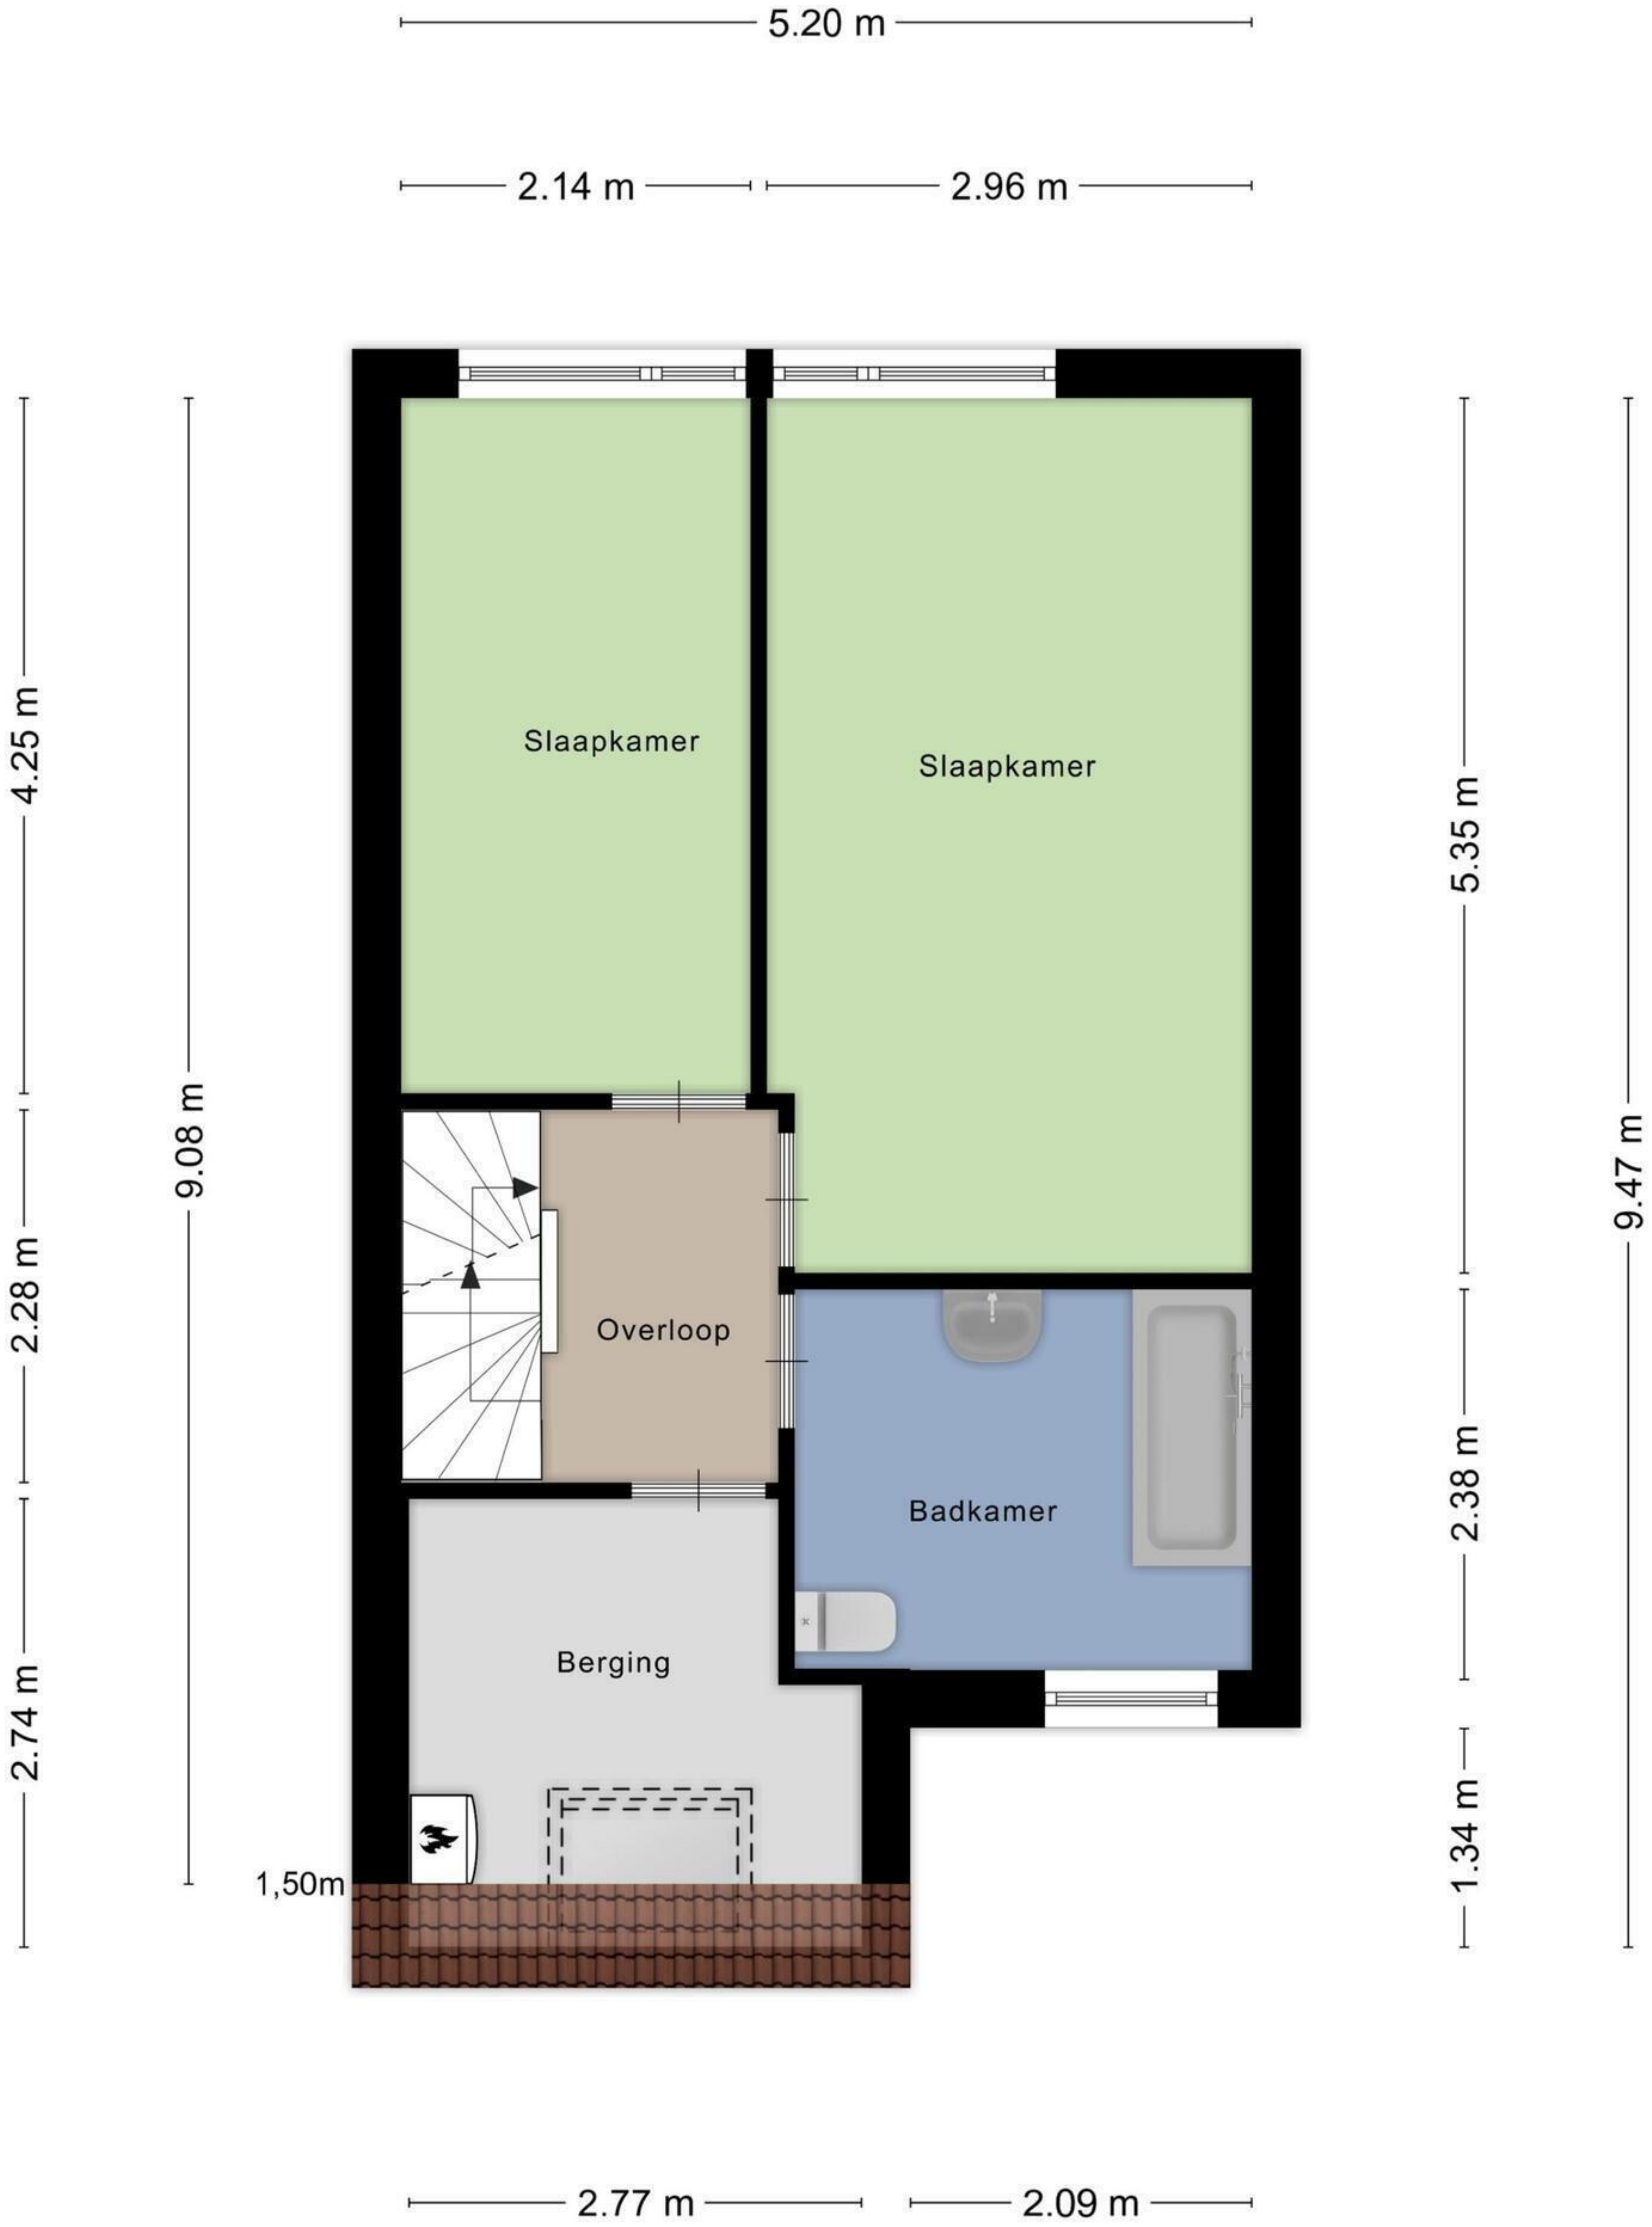 5.20 m
2.14 m
2.96 m
4.25 m
Slaapkamer
Slaapkamer
5.35 m
9.08 m
9.47 m
2.28 m
Overloop
2.38 m
Badkamer
Berging
2.74 m
1.34 m
1,50m
2.77 m
2.09 m